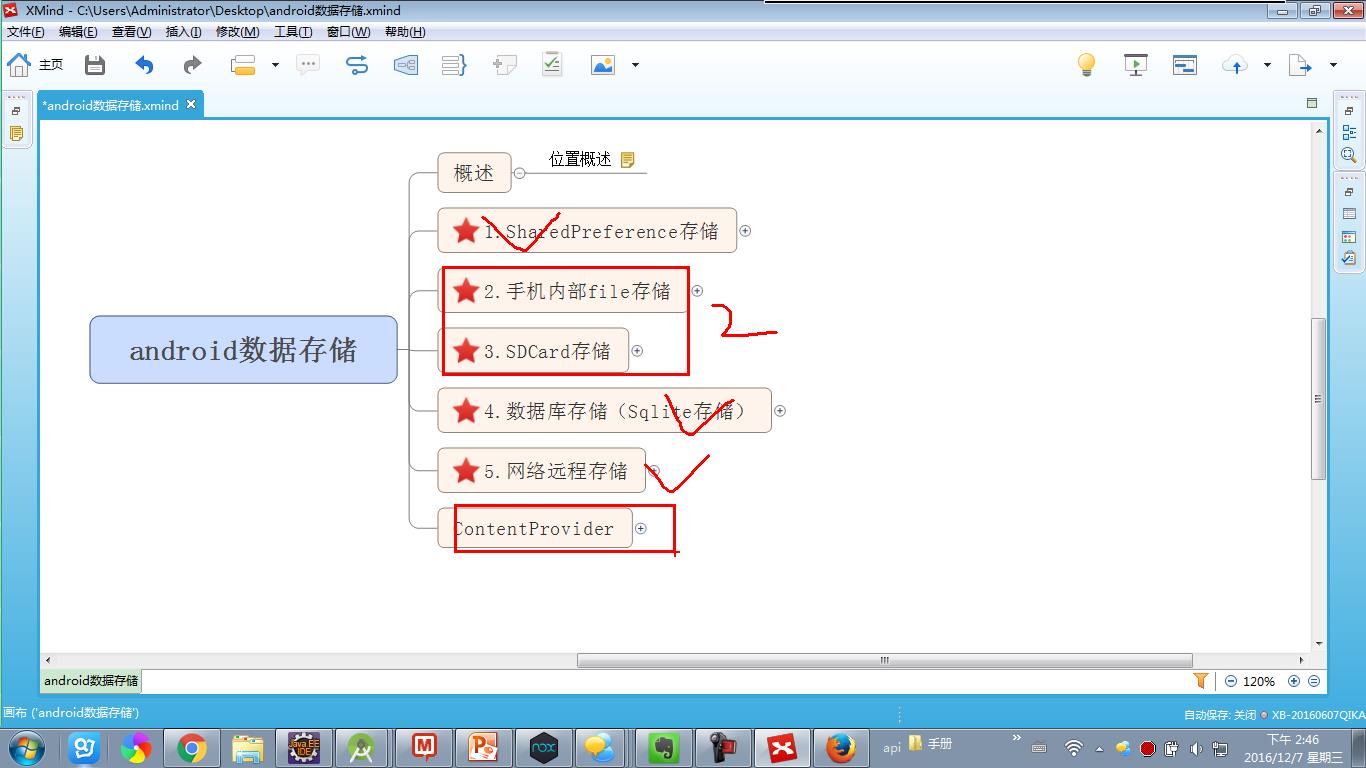 XMind - C:\Users\Administrator\Desktop\android数据存储.xmind
文件(F) 编辑(E) 查看(V) 插入(I) 修改(M) 工具(T) 窗口(W) 帮助(H)
主页
*android数据存储.xmind
概述
位置概述
1.SharedPreference存储
2.手机内部file存储
2
android数据存储
3.SDCard存储
4.数据库存储（Sqlite存储）
5.网络远程存储
ContentProvider
android数据存储
120%
画布 ('android数据存储')
自动保存: 关闭 XB-20160607QIKA
Java EE IDE
nox
api
手册
下午 2:46
2016/12/7 星期三